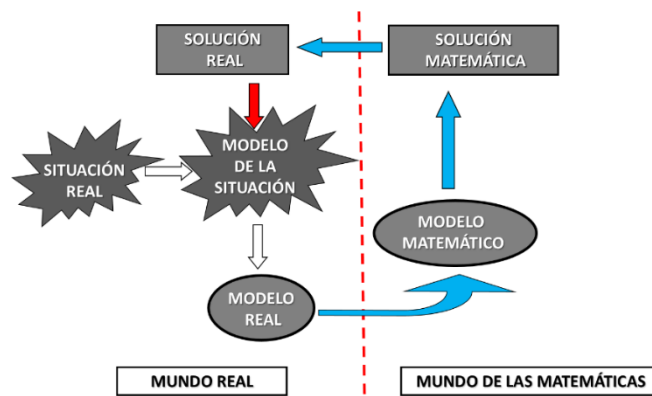 SOLUCIÓN
REAL
SOLUCIÓN
MATEMÁTICA
SITUACIÓN
REAL
MODELO
DE LA
SITUACIÓN
MODELO
MATEMÁTICO
MODELO
REAL
MUNDO REAL
MUNDO DE LAS MATEMÁTICAS